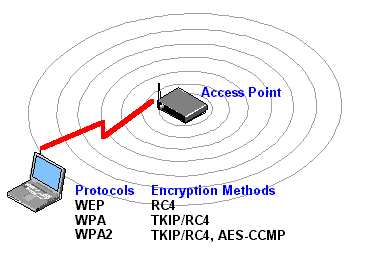 Access Point
Protocols Encryption Methods
WEP RC4
WPA TKIP/RC4
WPA2 TKIP/RC4, AES-CCMP